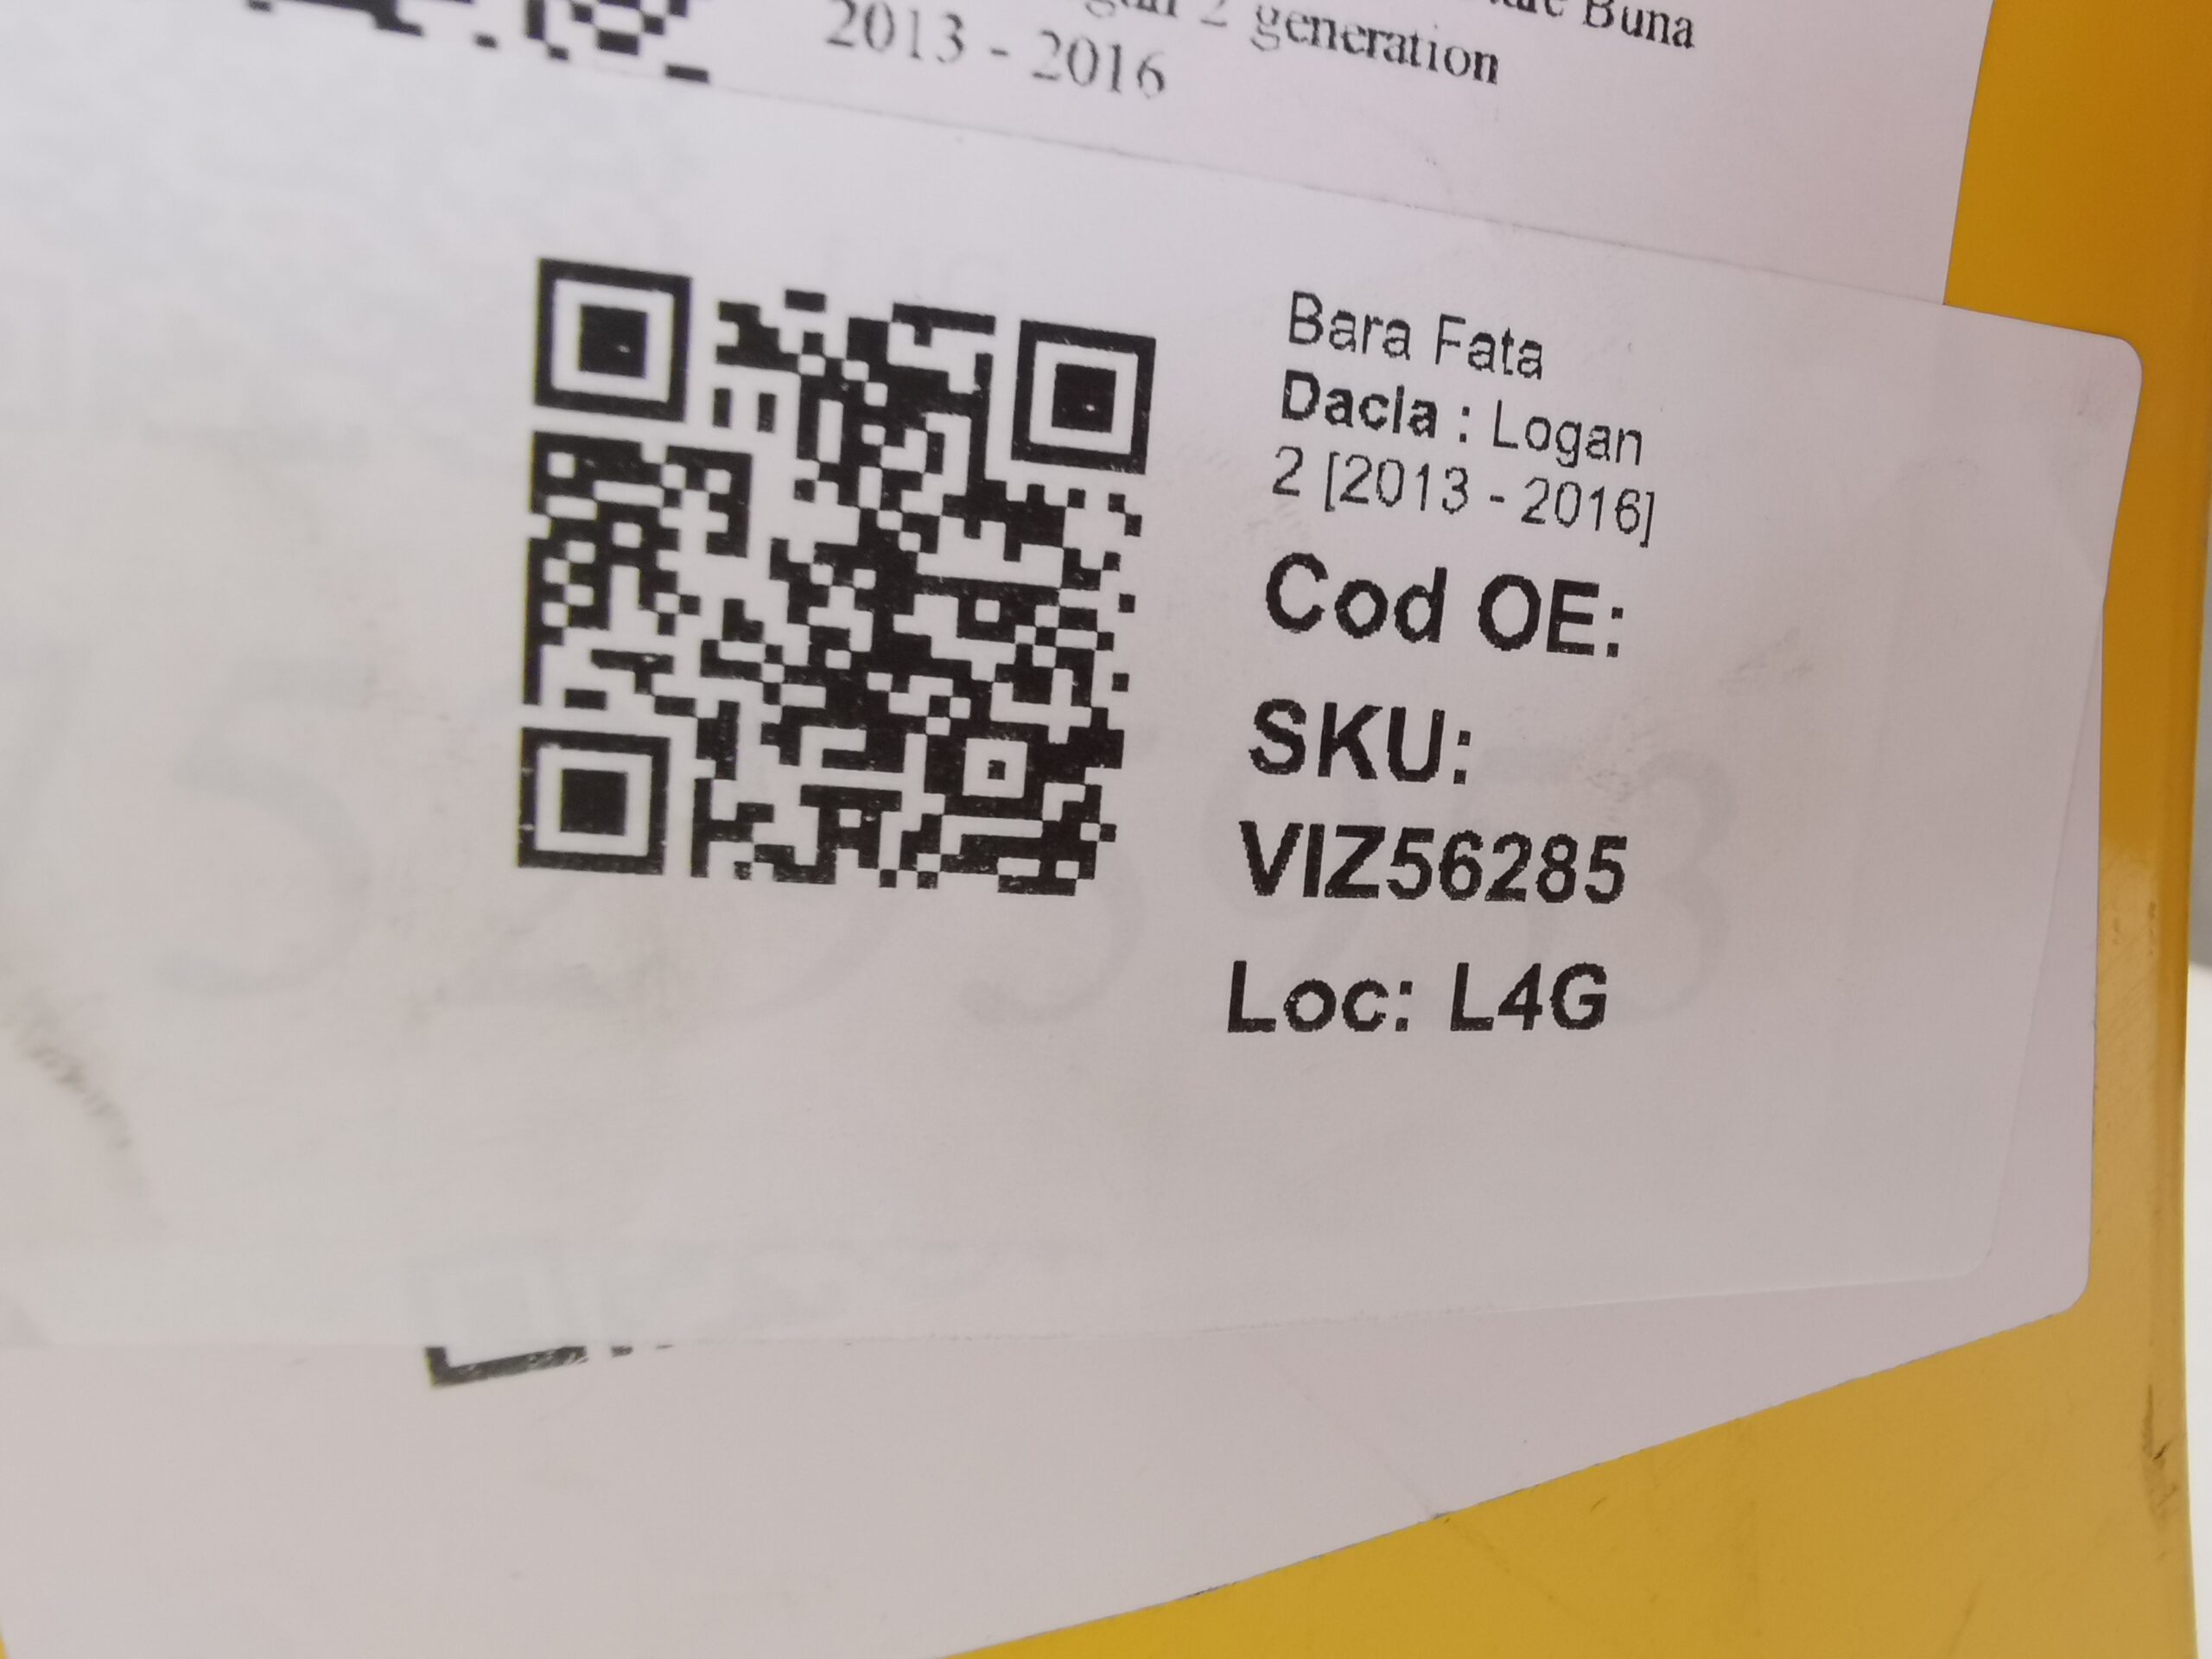 Buna
2 generation
2013 - 2016
Bara Fata
Dacia : Logan
2 [2013 - 2016]
Cod OE:
SKU:
VIZ56285
Loc: L4G